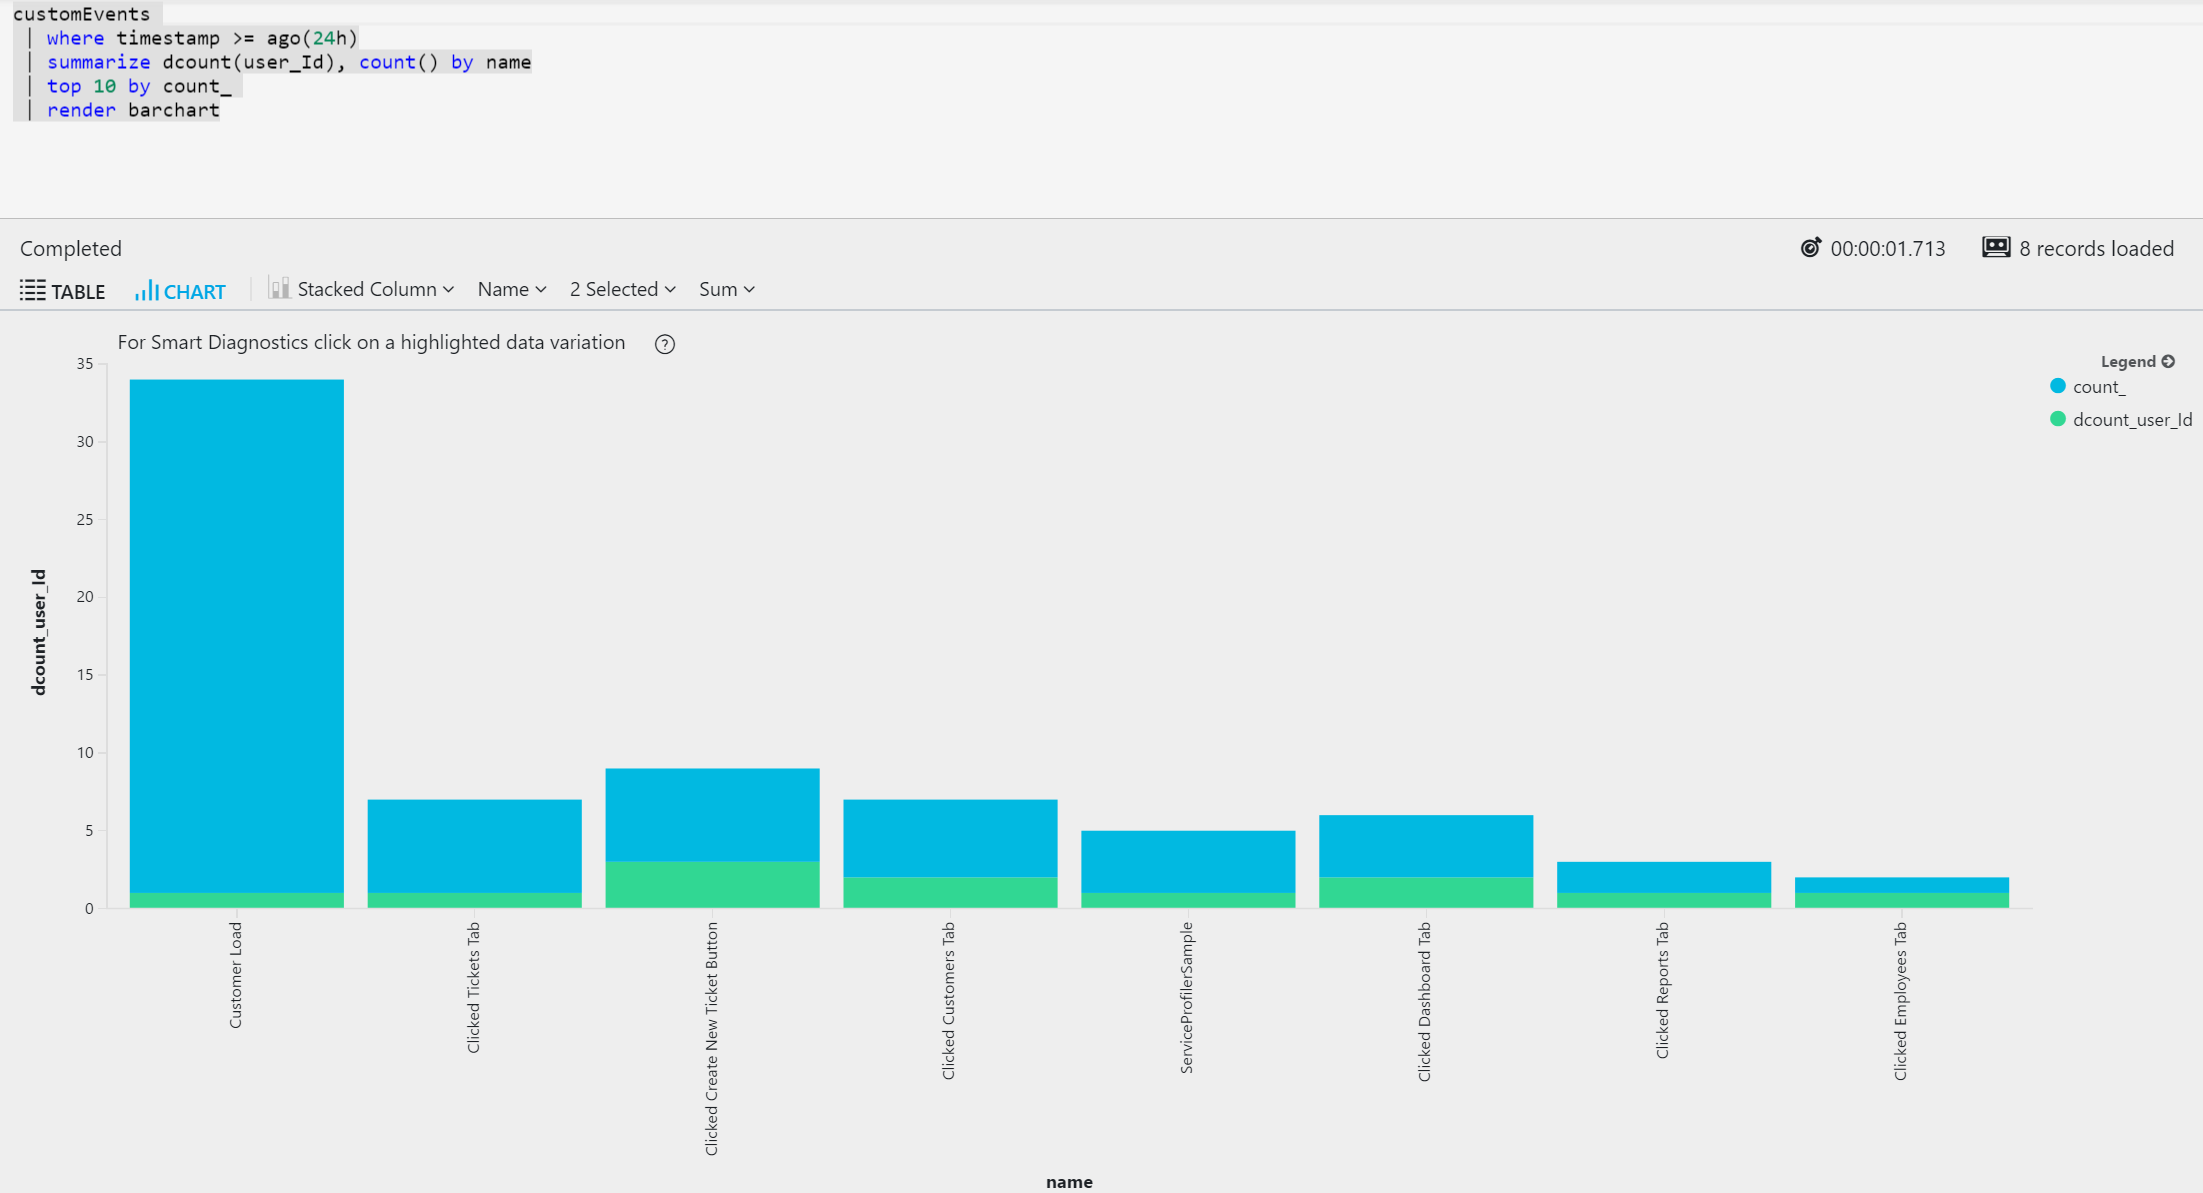 customEvents
| where timestamp >= ago(24h)
| summarize dcount(user_Id), count() by name
| top 10 by count_
| render barchart
Completed
00:00:01.713
8 records loaded
TABLE
CHART
Stacked Column
Name
2 Selected
Sum
For Smart Diagnostics click on a highlighted data variation ?
Legend
count_
dcount_user_Id
dcount_user_Id
35
30
25
20
15
10
5
0
Customer Load
Clicked Tickets Tab
Clicked Create New Ticket Button
Clicked Customers Tab
ServiceProfilerSample
Clicked Dashboard Tab
Clicked Reports Tab
Clicked Employees Tab
name